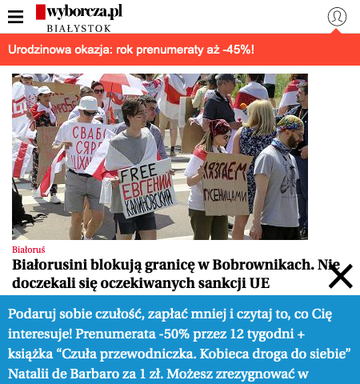 wyborcza.pl
BIAŁYSTOK
Urodzinowa okazja: rok prenumeraty aż -45%!
FREE
ЕВГЕНИЙ
КАЛИНОВСКИЙ
Białoruś
Białorusini blokują granicę w Bobrownikach. Nie
doczekali się oczekiwanych sankcji UE
Podaruj sobie czułość, zapłać mniej i czytaj to, co Cię
interesuje! Prenumerata -50% przez 12 tygodni +
książka “Czuła przewodniczka. Kobieca droga do siebie”
Natalii de Barbaro za 1 zł. Możesz zrezygnować w